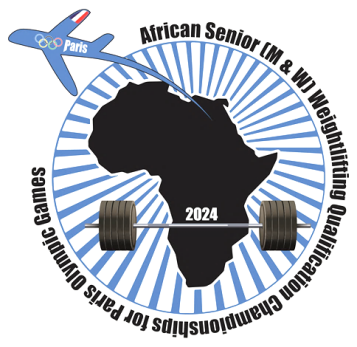 Paris
African Senior (M & W) Weightlifting Qualification Championships for Paris Olympic Games
2024